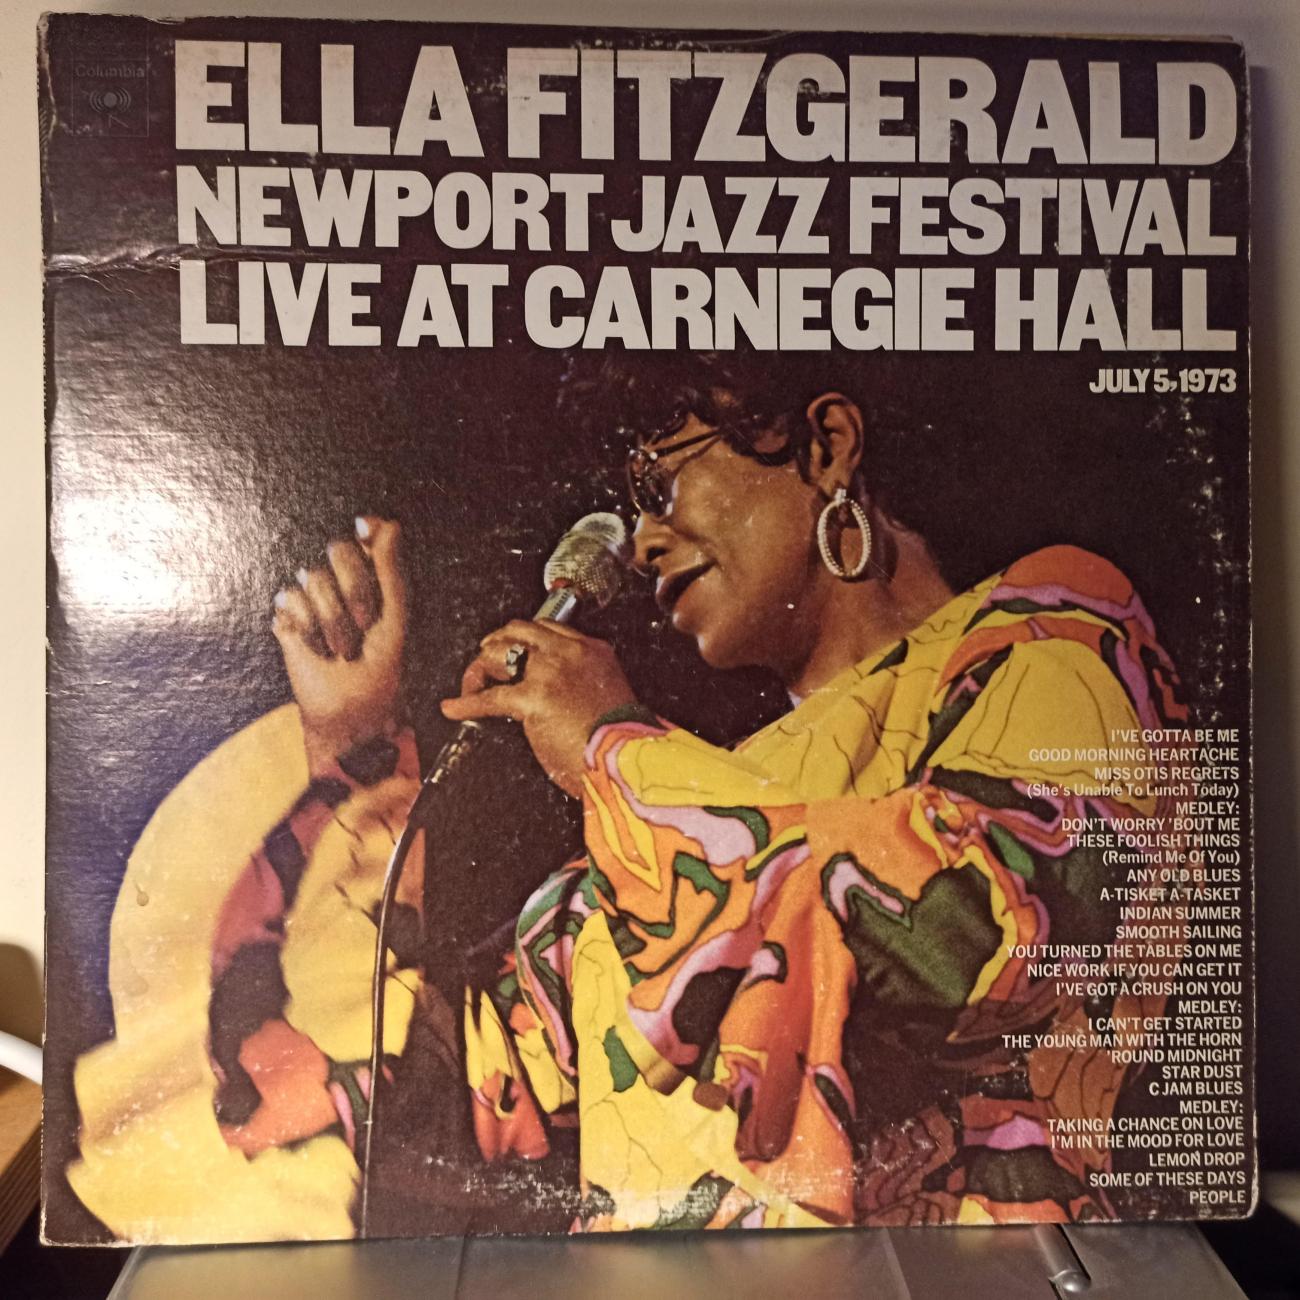 Columbia
ELLA FITZGERALD
NEWPORT JAZZ FESTIVAL
LIVE AT CARNEGIE HALL
JULY 5, 1973
I'VE GOTTA BE ME
GOOD MORNING HEARTACHE
MISS OTIS REGRETS
(She's Unable To Lunch Today)
MEDLEY:
DON'T WORRY 'BOUT ME
THESE FOOLISH THINGS
(Remind Me Of You)
ANY OLD BLUES
A-TISKET A-TASKET
INDIAN SUMMER
SMOOTH SAILING
YOU TURNED THE TABLES ON ME
NICE WORK IF YOU CAN GET IT
I'VE GOT A CRUSH ON YOU
MEDLEY:
I CAN'T GET STARTED
THE YOUNG MAN WITH THE HORN
'ROUND MIDNIGHT
STAR DUST
C JAM BLUES
MEDLEY:
TAKING A CHANCE ON LOVE
I'M IN THE MOOD FOR LOVE
LEMON DROP
SOME OF THESE DAYS
PEOPLE